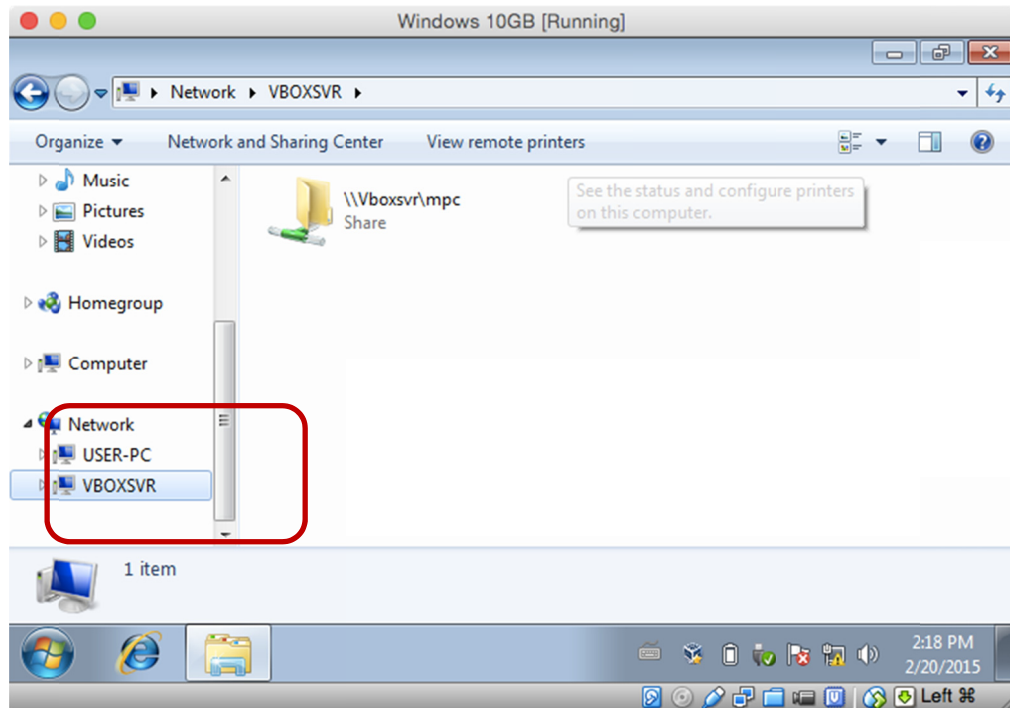 Windows 10GB [Running]
Network
VBOXSVR
Organize
Network and Sharing Center
View remote printers
Music
Pictures
Videos
Homegroup
Computer
Network
USER-PC
VBOXSVR
\\Vboxsvr\mpc
Share
See the status and configure printers
on this computer.
1 item
2:18 PM
2/20/2015
Left ⌘